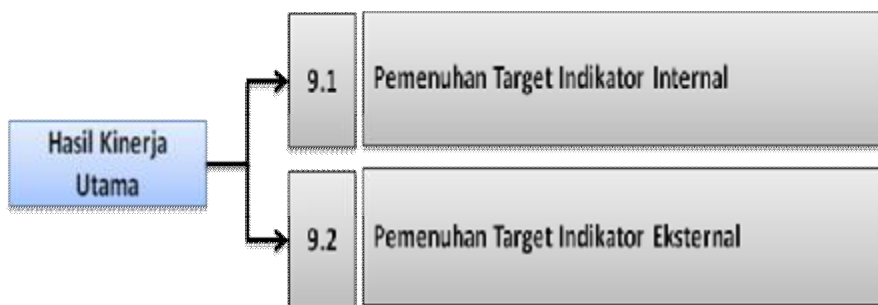 Hasil Kinerja
Utama
9.1
Pemenuhan Target Indikator Internal
9.2
Pemenuhan Target Indikator Eksternal